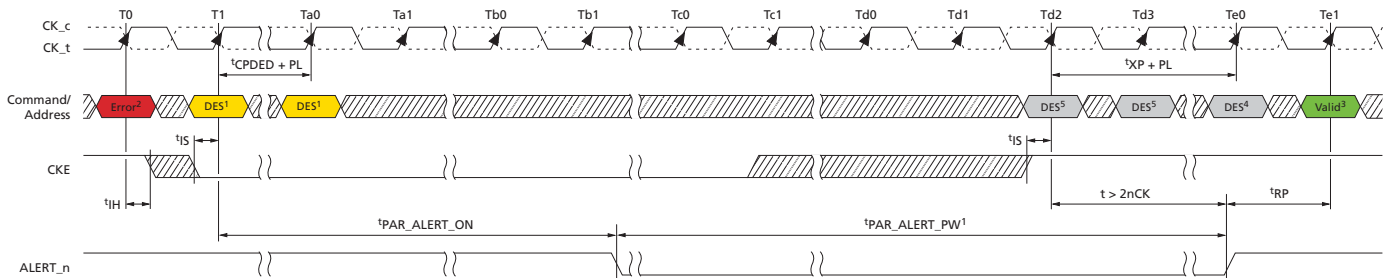 T0 T1 Ta0 Ta1 Tb0 Tb1 Tc0 Tc1 Td0 Td1 Td2 Td3 Te0 Te1
CK_c
CK_t
tCPDED + PL tXP + PL
Command/
Address
Error² DES¹ DES¹ DES⁵ DES⁵ DES⁴ Valid³
tIS tIS
CKE
tIH t > 2nCK tRP
tPAR_ALERT_ON tPAR_ALERT_PW¹
ALERT_n